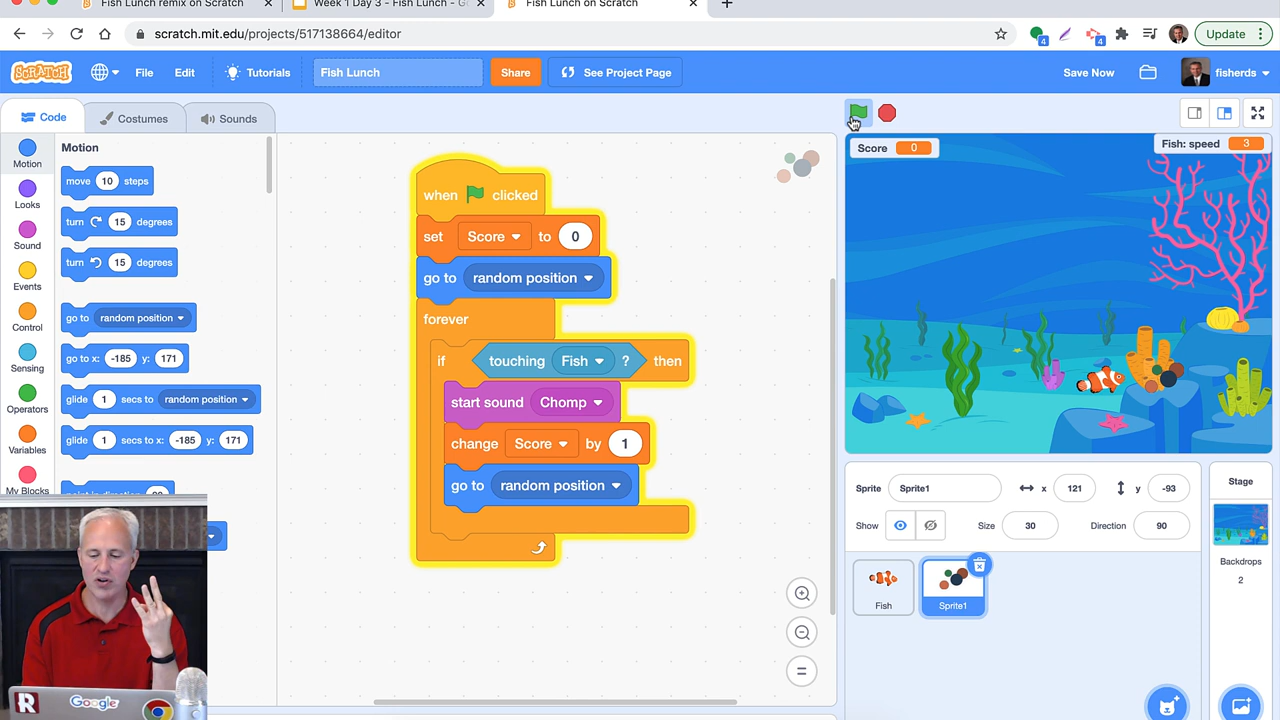 Fish Lunch remix on Scratch
Week 1 Day 3 - Fish Lunch - G
Fish Lunch on Scratch
scratch.mit.edu/projects/517138664/editor
4
4
Update
SCRATCH
File
Edit
Tutorials
Fish Lunch
Share
See Project Page
Save Now
fisherds
Code
Costumes
Sounds
Motion
Looks
Sound
Events
Control
Sensing
Operators
Variables
My Blocks
Motion
move 10 steps
turn 15 degrees
turn 15 degrees
go to random position
go to x: -185 y: 171
glide 1 secs to random position
glide 1 secs to x: -185 y: 171
when clicked
set Score to 0
go to random position
forever
if touching Fish ? then
start sound Chomp
change Score by 1
go to random position
Score 0
Fish: speed 3
Sprite Sprite1 x 121 y -93
Show Size 30 Direction 90
Fish
Sprite1
Stage
Backdrops
2
R
Google